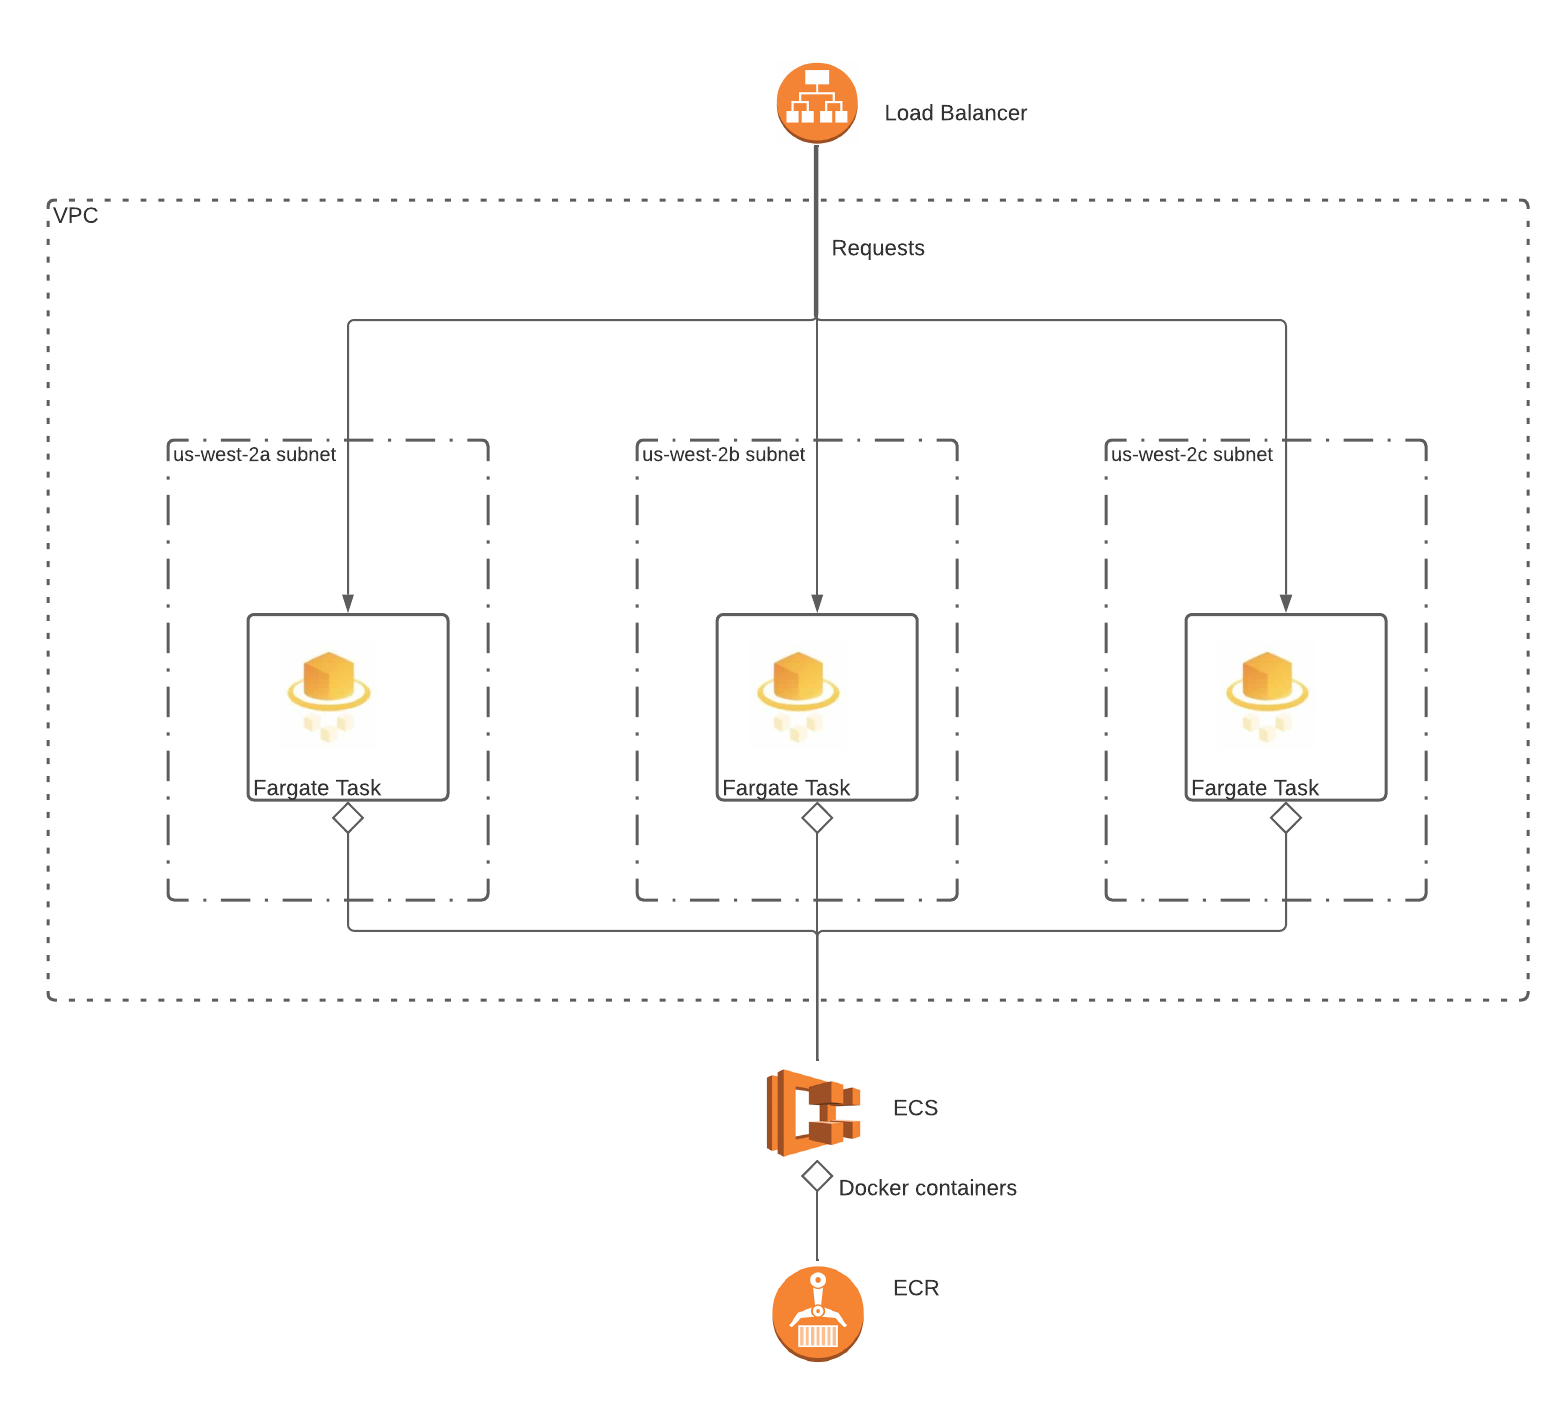 Load Balancer
VPC
Requests
us-west-2a subnet
us-west-2b subnet
us-west-2c subnet
Fargate Task
Fargate Task
Fargate Task
ECS
Docker containers
ECR